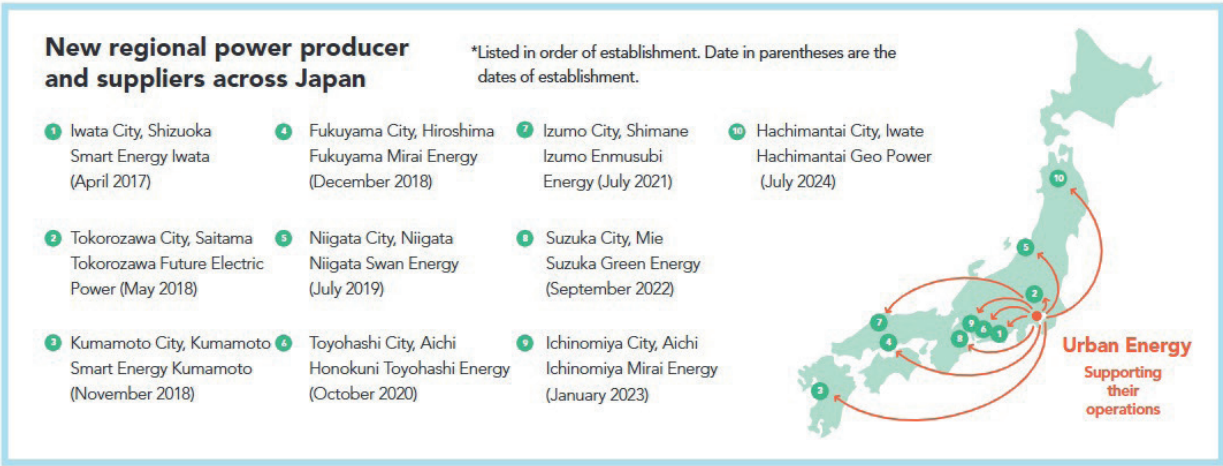 New regional power producer
and suppliers across Japan
*Listed in order of establishment. Date in parentheses are the
dates of establishment.
1 Iwata City, Shizuoka
Smart Energy Iwata
(April 2017)
2 Tokorozawa City, Saitama
Tokorozawa Future Electric
Power (May 2018)
3 Kumamoto City, Kumamoto
Smart Energy Kumamoto
(November 2018)
4 Fukuyama City, Hiroshima
Fukuyama Mirai Energy
(December 2018)
5 Niigata City, Niigata
Niigata Swan Energy
(July 2019)
6 Toyohashi City, Aichi
Honokuni Toyohashi Energy
(October 2020)
7 Izumo City, Shimane
Izumo Enmusubi
Energy (July 2021)
8 Suzuka City, Mie
Suzuka Green Energy
(September 2022)
9 Ichinomiya City, Aichi
Ichinomiya Mirai Energy
(January 2023)
10 Hachimantai City, Iwate
Hachimantai Geo Power
(July 2024)
10
5
2
7
9
6
1
4
8
3
Urban Energy
Supporting
their
operations